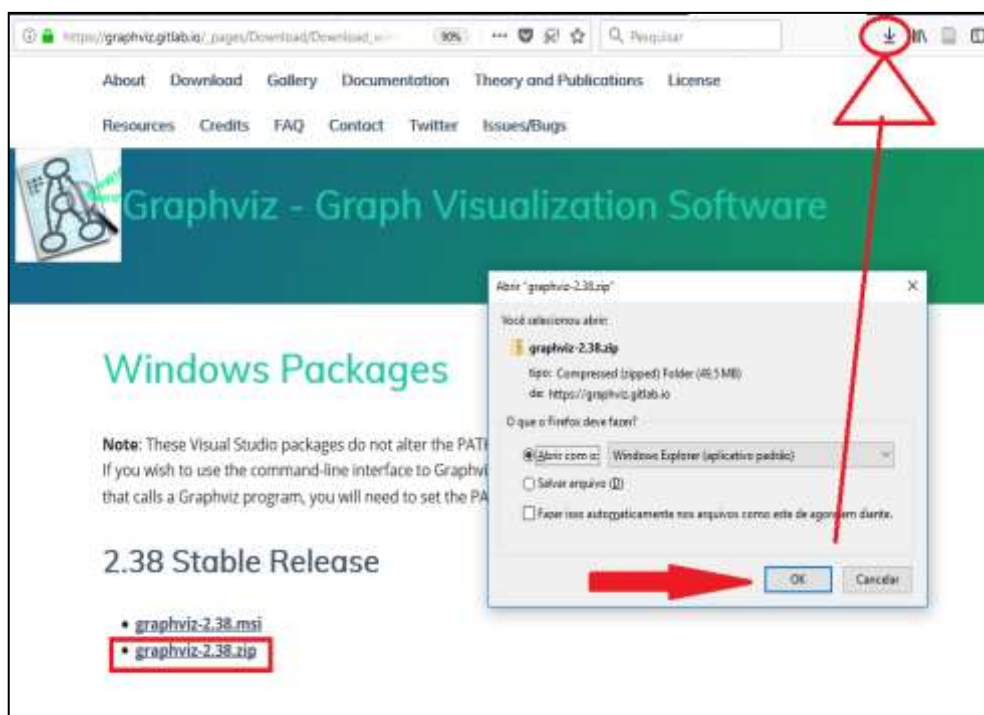 https://graphviz.gitlab.io/_pages/Download/Download_wi
90%
Pesquisar
About Download Gallery Documentation Theory and Publications License
Resources Credits FAQ Contact Twitter Issues/Bugs
Graphviz - Graph Visualization Software
Abrir "graphviz-2.38.zip"
Você selecionou abrir:
graphviz-2.38.zip
tipo: Compressed (zipped) Folder (49,5 MB)
de: https://graphviz.gitlab.io
O que o Firefox deve fazer?
Abrir com o: Windows Explorer (aplicativo padrão)
Salvar arquivo (D)
Fazer isso automaticamente nos arquivos como este de agora em diante.
OK Cancelar
Windows Packages
Note: These Visual Studio packages do not alter the PATH
If you wish to use the command-line interface to Graphvi
that calls a Graphviz program, you will need to set the PA
2.38 Stable Release
• graphviz-2.38.msi
• graphviz-2.38.zip